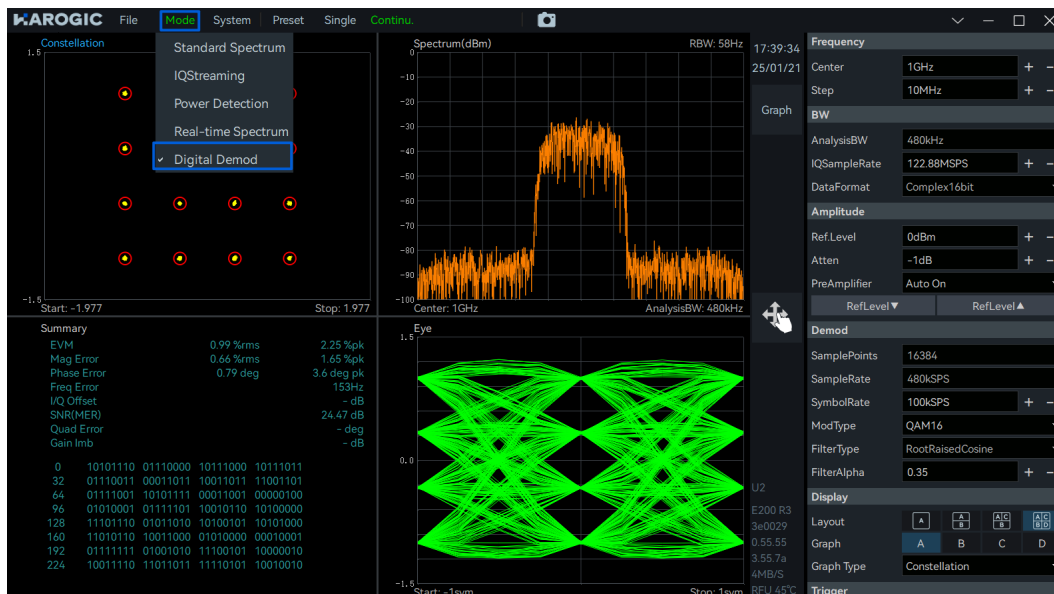 HAROGIC File Mode System Preset Single Continu.
Standard Spectrum
IQStreaming
Power Detection
Real-time Spectrum
Digital Demod
Constellation
1.5
-1.5
Start: -1.977 Stop: 1.977
Spectrum(dBm) RBW: 58Hz
0
-10
-20
-30
-40
-50
-60
-70
-80
-90
-100
Center: 1GHz AnalysisBW: 480kHz
Summary
EVM 0.99 %rms 2.25 %pk
Mag Error 0.66 %rms 1.65 %pk
Phase Error 0.79 deg 3.6 deg pk
Freq Error 153Hz
I/Q Offset - dB
SNR(MER) 24.47 dB
Quad Error - deg
Gain Imb - dB
0 10101110 01110000 10111000 10111011
32 01110011 00011011 10011011 11001101
64 01111001 10101111 00011001 00000100
96 01010001 01111101 10010110 10100000
128 11101110 01011010 10100101 10101000
160 11010110 10011000 01010000 00010001
192 01111111 01001010 11100101 10000010
224 10011110 11011011 11110101 10010010
Eye
1.5
0.0
-1.5
Start: -1sym Stop: 1sym
17:39:34
25/01/21
Graph
U2
E200 R3
3e0029
0.55.55
3.55.7a
4MB/S
RFU 45°C
Frequency
Center 1GHz + -
Step 10MHz + -
BW
AnalysisBW 480kHz
IQSampleRate 122.88MSPS + -
DataFormat Complex16bit
Amplitude
Ref.Level 0dBm + -
Atten -1dB + -
PreAmplifier Auto On
RefLevel▼ RefLevel▲
Demod
SamplePoints 16384
SampleRate 480kSPS
SymbolRate 100kSPS + -
ModType QAM16
FilterType RootRaisedCosine
FilterAlpha 0.35 + -
Display
Layout A A B A C B A C B D
Graph A B C D
Graph Type Constellation
Trigger